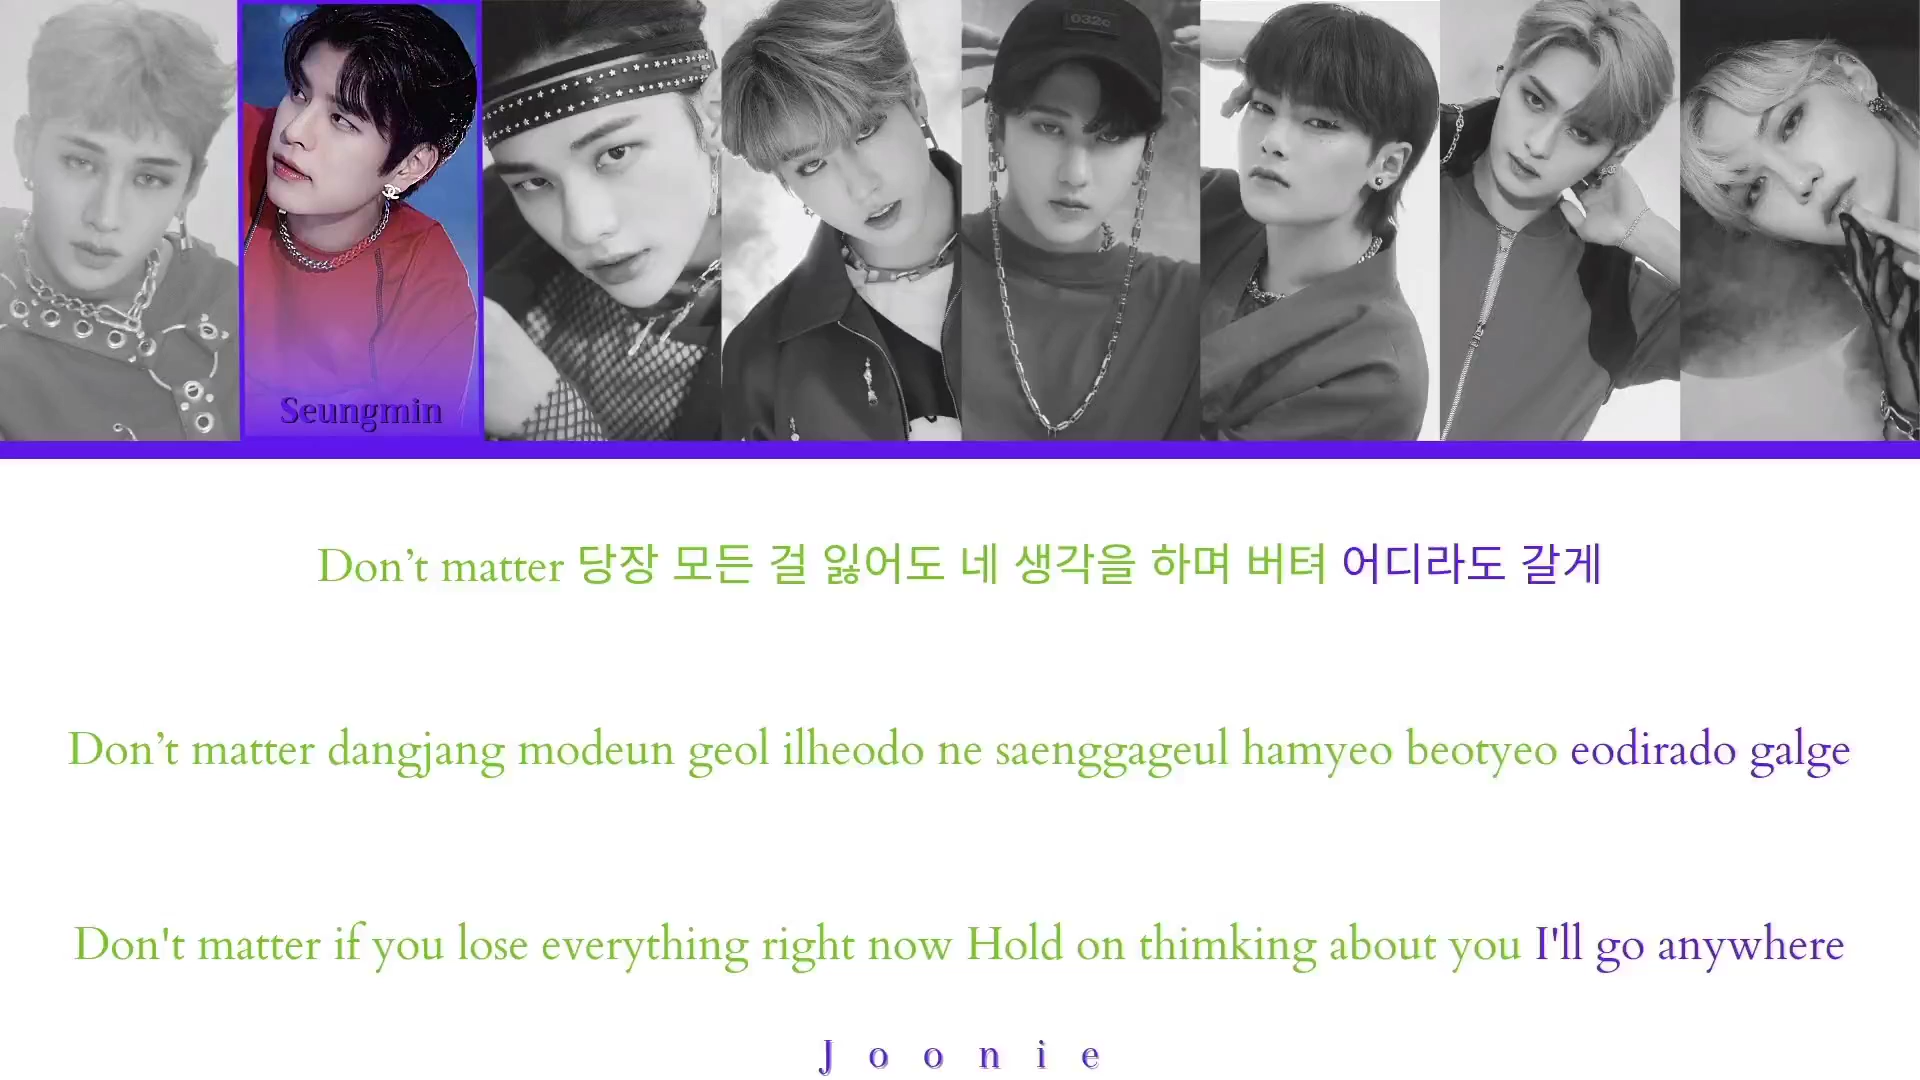 032c
Seungmin
Don’t matter 당장 모든 걸 잃어도 네 생각을 하며 버텨 어디라도 갈게
Don’t matter dangjang modeun geol ilheodo ne saenggageul hamyeo beotyeo eodirado galge
Don't matter if you lose everything right now Hold on thimking about you I'll go anywhere
Joonie